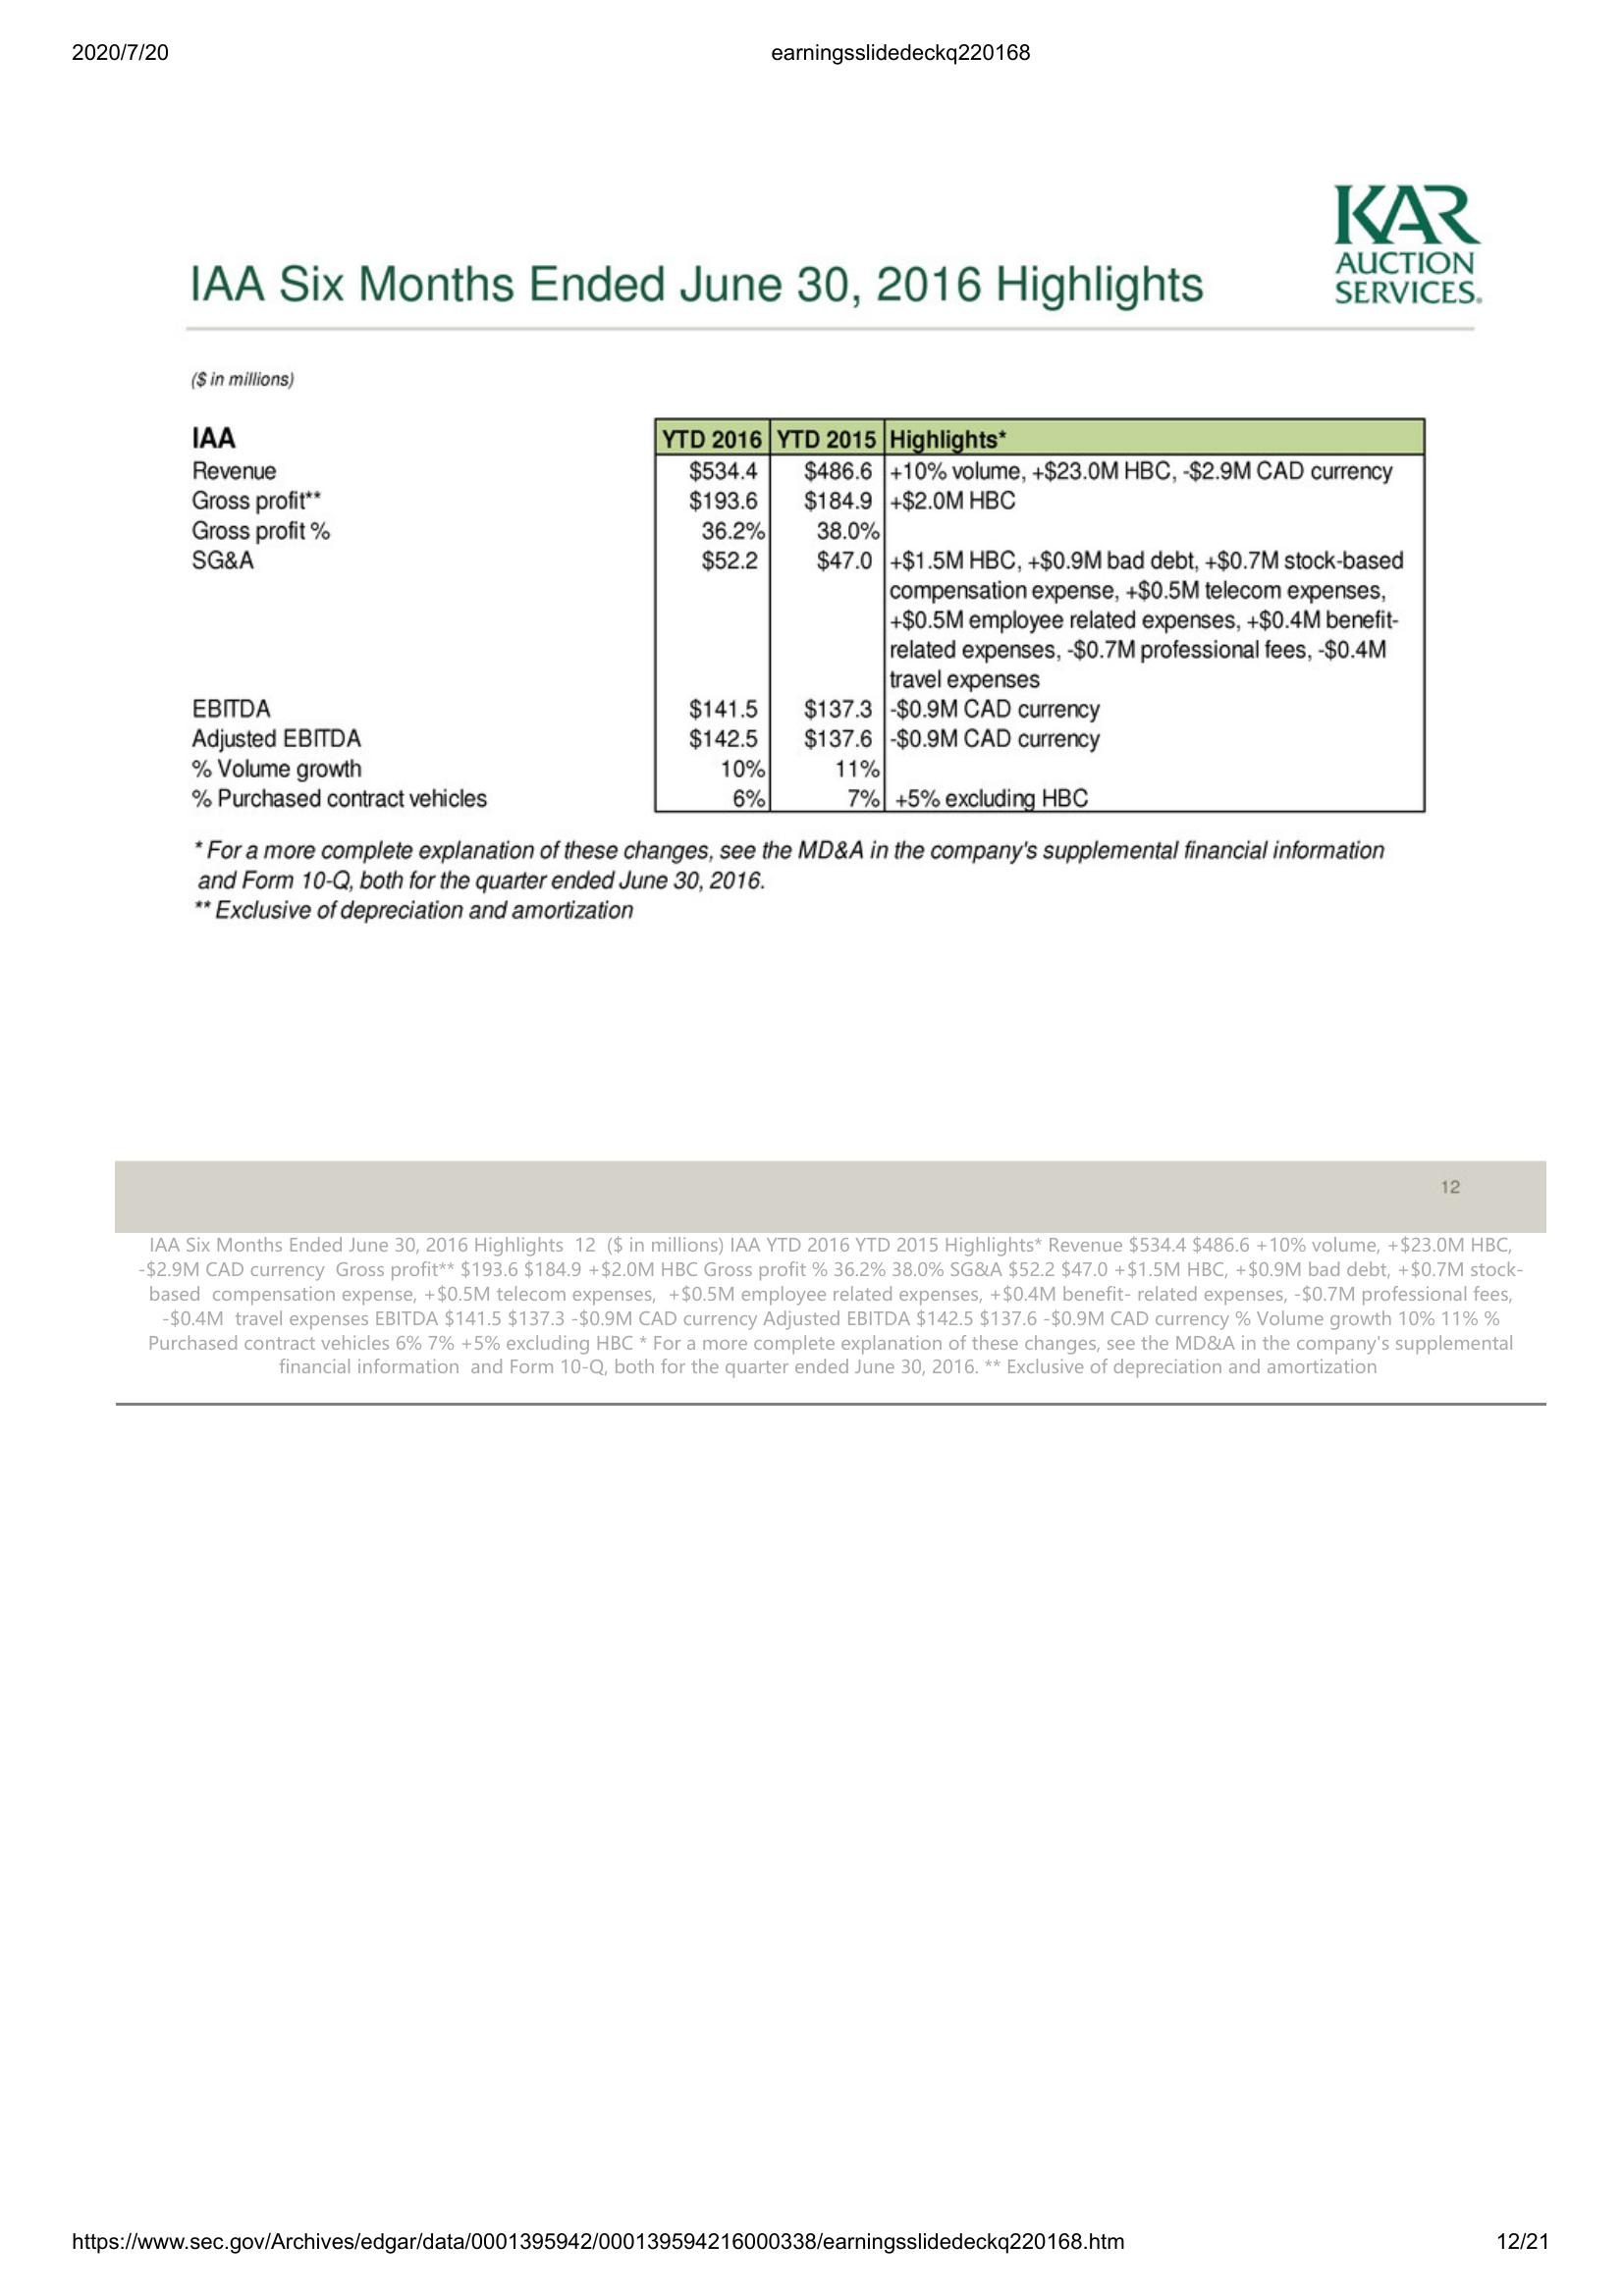 2020/7/20 earningsslidedeckq220168
KAR
AUCTION
SERVICES.
IAA Six Months Ended June 30, 2016 Highlights
($ in millions)
IAA YTD 2016 YTD 2015 Highlights*
Revenue $534.4 $486.6 +10% volume, +$23.0M HBC, -$2.9M CAD currency
Gross profit** $193.6 $184.9 +$2.0M HBC
Gross profit % 36.2% 38.0%
SG&A $52.2 $47.0 +$1.5M HBC, +$0.9M bad debt, +$0.7M stock-based
compensation expense, +$0.5M telecom expenses,
+$0.5M employee related expenses, +$0.4M benefit-
related expenses, -$0.7M professional fees, -$0.4M
travel expenses
EBITDA $141.5 $137.3 -$0.9M CAD currency
Adjusted EBITDA $142.5 $137.6 -$0.9M CAD currency
% Volume growth 10% 11%
% Purchased contract vehicles 6% 7% +5% excluding HBC
* For a more complete explanation of these changes, see the MD&A in the company's supplemental financial information
and Form 10-Q, both for the quarter ended June 30, 2016.
** Exclusive of depreciation and amortization
12
IAA Six Months Ended June 30, 2016 Highlights 12 ($ in millions) IAA YTD 2016 YTD 2015 Highlights* Revenue $534.4 $486.6 +10% volume, +$23.0M HBC,
-$2.9M CAD currency Gross profit** $193.6 $184.9 +$2.0M HBC Gross profit % 36.2% 38.0% SG&A $52.2 $47.0 +$1.5M HBC, +$0.9M bad debt, +$0.7M stock-
based compensation expense, +$0.5M telecom expenses, +$0.5M employee related expenses, +$0.4M benefit- related expenses, -$0.7M professional fees,
-$0.4M travel expenses EBITDA $141.5 $137.3 -$0.9M CAD currency Adjusted EBITDA $142.5 $137.6 -$0.9M CAD currency % Volume growth 10% 11% %
Purchased contract vehicles 6% 7% +5% excluding HBC * For a more complete explanation of these changes, see the MD&A in the company's supplemental
financial information and Form 10-Q, both for the quarter ended June 30, 2016. ** Exclusive of depreciation and amortization
https://www.sec.gov/Archives/edgar/data/0001395942/000139594216000338/earningsslidedeckq220168.htm 12/21